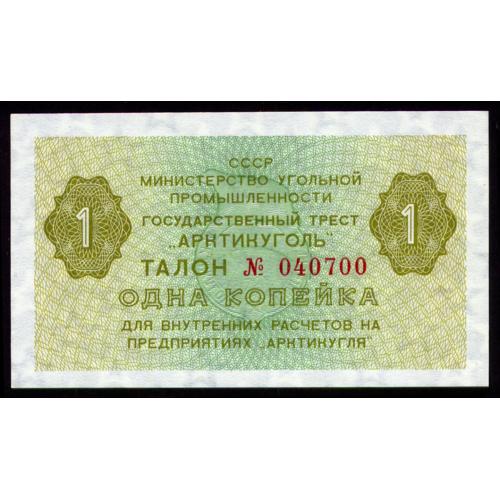 СССР
МИНИСТЕРСТВО УГОЛЬНОЙ
ПРОМЫШЛЕННОСТИ
ГОСУДАРСТВЕННЫЙ ТРЕСТ
„АРКТИКУГОЛЬ"
1 1
ТАЛОН № 040700
ОДНА КОПЕЙКА
ДЛЯ ВНУТРЕННИХ РАСЧЕТОВ НА
ПРЕДПРИЯТИЯХ „АРКТИКУГЛЯ"